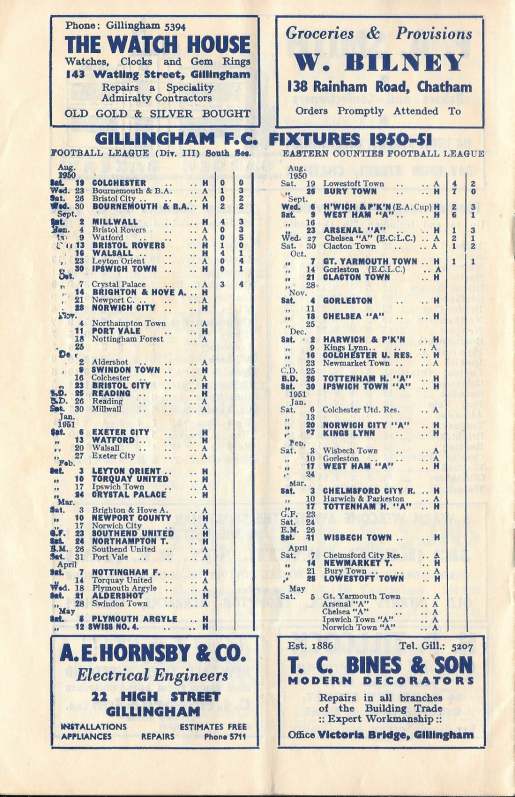 Phone: Gillingham 5394
THE WATCH HOUSE
Watches, Clocks and Gem Rings
143 Watling Street, Gillingham
Repairs a Speciality
Admiralty Contractors
OLD GOLD & SILVER BOUGHT
Groceries & Provisions
W. BILNEY
138 Rainham Road, Chatham
Orders Promptly Attended To
GILLINGHAM F.C. FIXTURES 1950-51
FOOTBALL LEAGUE (Div. III) South Sec.
Aug.
1950
Sat. 19 COLCHESTER .. .. H 0 0
Wed. 23 Bournemouth & B.A. .. A 1 3
Sat. 26 Bristol City .. .. A 0 2
Wed. 30 BOURNEMOUTH & B.A. .. H 2 2
Sept.
Sat. 2 MILLWALL .. .. H 4 3
Mon. 4 Bristol Rovers .. .. A 0 3
9 Watford .. .. A 0 5
13 BRISTOL ROVERS .. H 1 0
„ 16 WALSALL .. .. H 4 1
„ 23 Leyton Orient .. .. A 0 4
„ 30 IPSWICH TOWN .. H 0 1
Oct.
„ 7 Crystal Palace .. .. A 3 4
„ 14 BRIGHTON & HOVE A. .. H
„ 21 Newport C. .. .. A
„ 28 NORWICH CITY .. H
Nov.
„ 4 Northampton Town .. A
„ 11 PORT VALE .. .. H
„ 18 Nottingham Forest .. A
25
Dec.
2 Aldershot .. .. A
9 SWINDON TOWN .. H
„ 16 Colchester .. .. A
„ 23 BRISTOL CITY .. H
B.D. 25 READING .. .. H
B.D. 26 Reading .. .. A
Sat. 30 Millwall .. .. A
Jan.
1951
Sat. 6 EXETER CITY .. .. H
„ 13 WATFORD .. .. H
„ 20 Walsall .. .. A
„ 27 Exeter City .. .. A
Feb.
Sat. 3 LEYTON ORIENT .. .. H
„ 10 TORQUAY UNITED .. H
„ 17 Ipswich Town .. .. A
„ 24 CRYSTAL PALACE .. H
Mar.
Sat. 3 Brighton & Hove A. .. A
„ 10 NEWPORT COUNTY .. H
„ 17 Norwich City .. .. A
G.F. 23 SOUTHEND UNITED .. H
Sat. 24 NORTHAMPTON T. .. H
E.M. 26 Southend United .. A
Sat. 31 Port Vale .. .. A
April
Sat. 7 NOTTINGHAM F. .. .. H
„ 14 Torquay United .. A
Wed. 18 Plymouth Argyle .. A
Sat. 21 ALDERSHOT .. .. H
„ 28 Swindon Town .. A
May
Sat. 5 PLYMOUTH ARGYLE .. H
„ 12 SWISS NO. 4. .. .. H
EASTERN COUNTIES FOOTBALL LEAGUE
Aug.
1950
Sat. 19 Lowestoft Town .. A 4 2
„ 26 BURY TOWN .. H 7 0
Sept.
Wed. 6 H'WICH & P'K'N (E.A. Cup) H 2 3
Sat. 9 WEST HAM "A" .. H 6 1
„ 16
„ 23 ARSENAL "A" .. H 1 3
Wed. 27 Chelsea "A" (E.C.L.C.) .. A 2 1
Sat. 30 Clacton Town .. .. A 1 2
Oct.
„ 7 GT. YARMOUTH TOWN .. H 1 1
„ 14 Gorleston (E.C.L.C.) .. A
„ 21 CLACTON TOWN .. H
„ 28
Nov.
Sat. 4 GORLESTON .. .. H
„ 11
„ 18 CHELSEA "A" .. .. H
„ 25
Dec.
Sat. 2 HARWICH & P'K'N .. H
„ 9 Kings Lynn .. .. A
„ 16 COLCHESTER U. RES. .. H
„ 23 Newmarket Town .. A
C.D. 25
B.D. 26 TOTTENHAM H. "A" .. H
Sat. 30 IPSWICH TOWN "A" .. H
1951
Jan.
Sat. 6 Colchester Utd. Res. .. A
„ 13
„ 20 NORWICH CITY "A" .. H
„ 27 KINGS LYNN .. .. H
Feb.
Sat. 3 Wisbech Town .. .. A
„ 10 Gorleston .. .. A
„ 17 WEST HAM "A" .. H
„ 24
Mar.
Sat. 3 CHELMSFORD CITY R. .. H
„ 10 Harwich & Parkeston .. A
„ 17 TOTTENHAM H. "A" .. H
G.F. 23
Sat. 24
E.M. 26
Sat. 31 WISBECH TOWN .. H
April
Sat. 7 Chelmsford City Res. .. A
„ 14 NEWMARKET T. .. H
„ 21 Bury Town .. .. A
„ 28 LOWESTOFT TOWN .. H
May
Sat. 5 Gt. Yarmouth Town .. A
Arsenal "A" .. .. A
Chelsea "A" .. .. A
Ipswich Town "A" .. A
Norwich Town "A" .. A
A. E. HORNSBY & CO.
Electrical Engineers
22 HIGH STREET
GILLINGHAM
INSTALLATIONS ESTIMATES FREE
APPLIANCES REPAIRS Phone 5711
Est. 1886 Tel. Gill.: 5207
T. C. BINES & SON
MODERN DECORATORS
Repairs in all branches
of the Building Trade
:: Expert Workmanship ::
Office Victoria Bridge, Gillingham